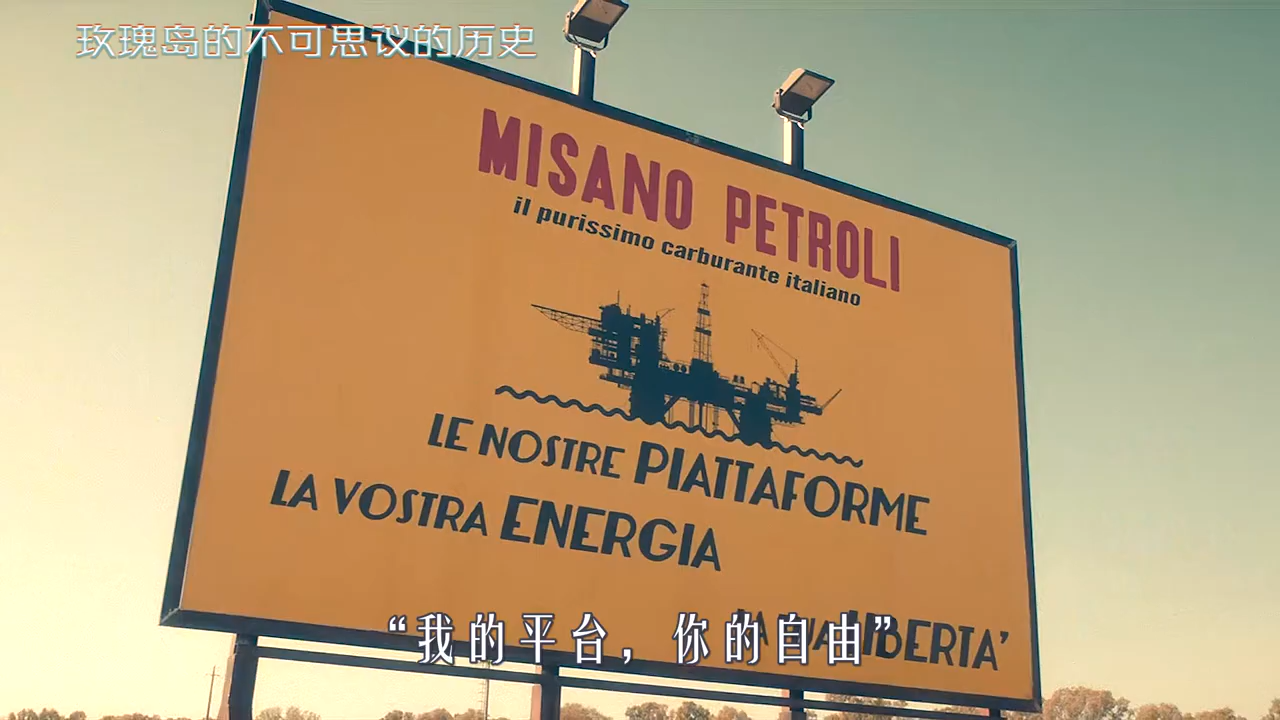 玫瑰岛的不可思议的历史
MISANO PETROLI
il purissimo carburante italiano
LE NOSTRE PIATTAFORME
LA VOSTRA ENERGIA
LIBERTA'
“我的平台，你的自由”